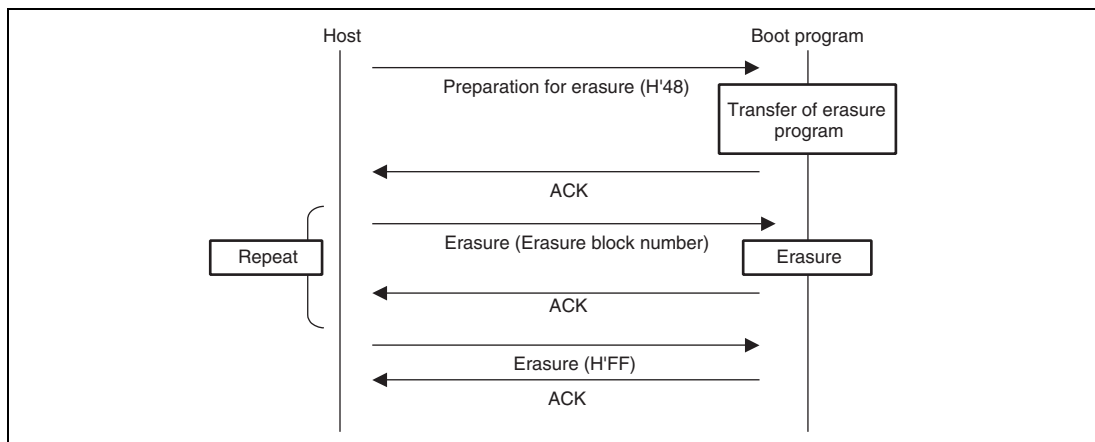 Host
Boot program
Preparation for erasure (H'48)
Transfer of erasure
program
ACK
Erasure (Erasure block number)
Repeat
Erasure
ACK
Erasure (H'FF)
ACK